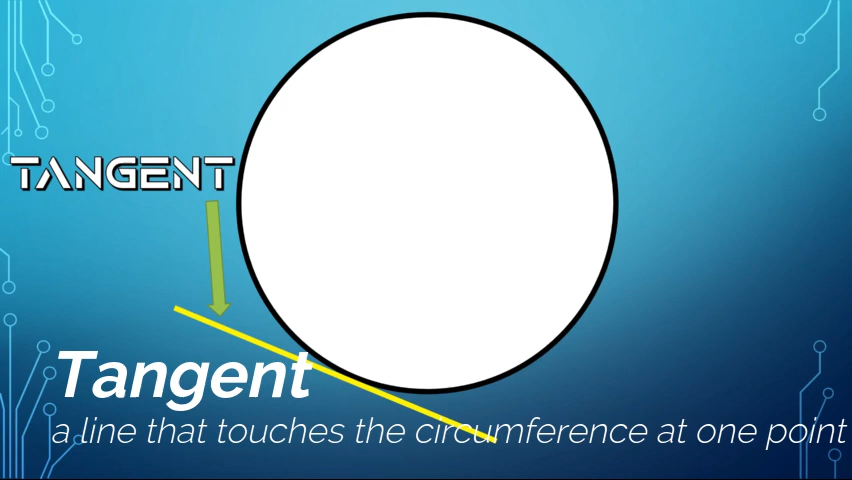 TANGENT
Tangent
a line that touches the circumference at one point